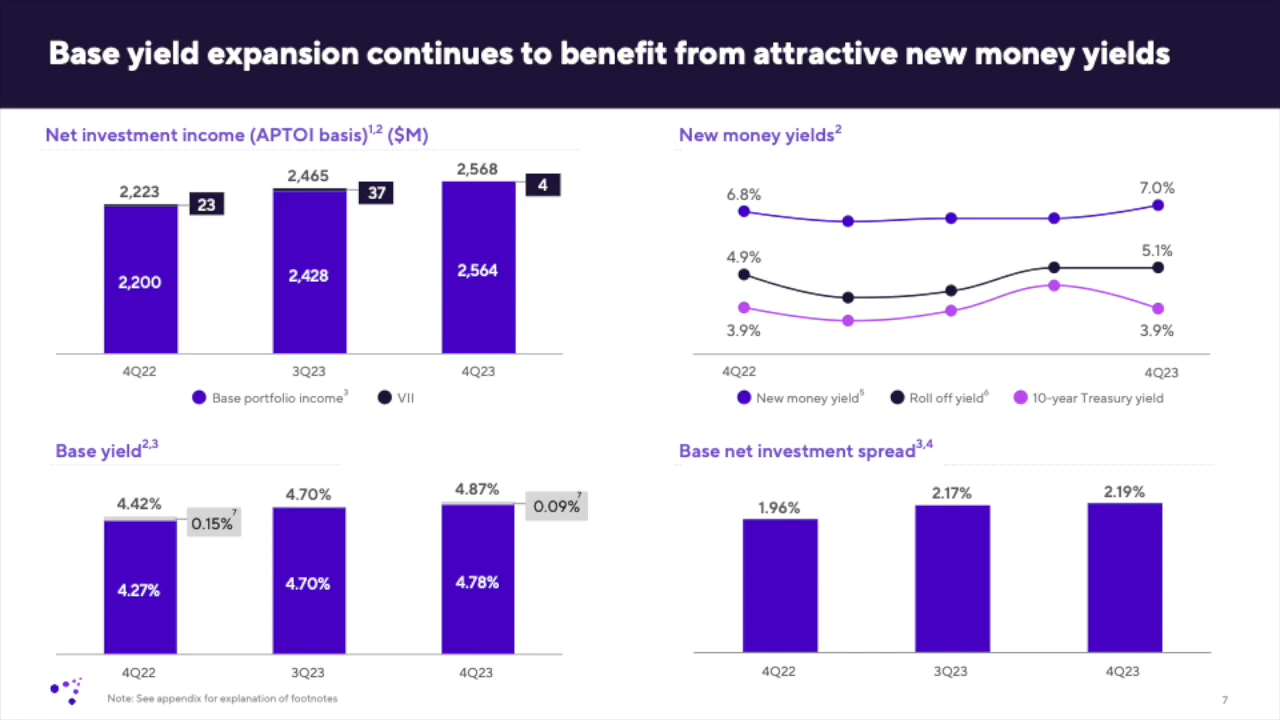 Base yield expansion continues to benefit from attractive new money yields
Net investment income (APTOI basis)1,2 ($M)
2,223
23
2,200
2,465
37
2,428
2,568
4
2,564
4Q22
3Q23
4Q23
Base portfolio income3
VII
New money yields2
6.8%
7.0%
4.9%
5.1%
3.9%
3.9%
4Q22
4Q23
New money yield5
Roll off yield6
10-year Treasury yield
Base yield2,3
4.42%
0.15%7
4.27%
4.70%
4.70%
4.87%
0.09%7
4.78%
4Q22
3Q23
4Q23
Base net investment spread3,4
1.96%
2.17%
2.19%
4Q22
3Q23
4Q23
Note: See appendix for explanation of footnotes
7